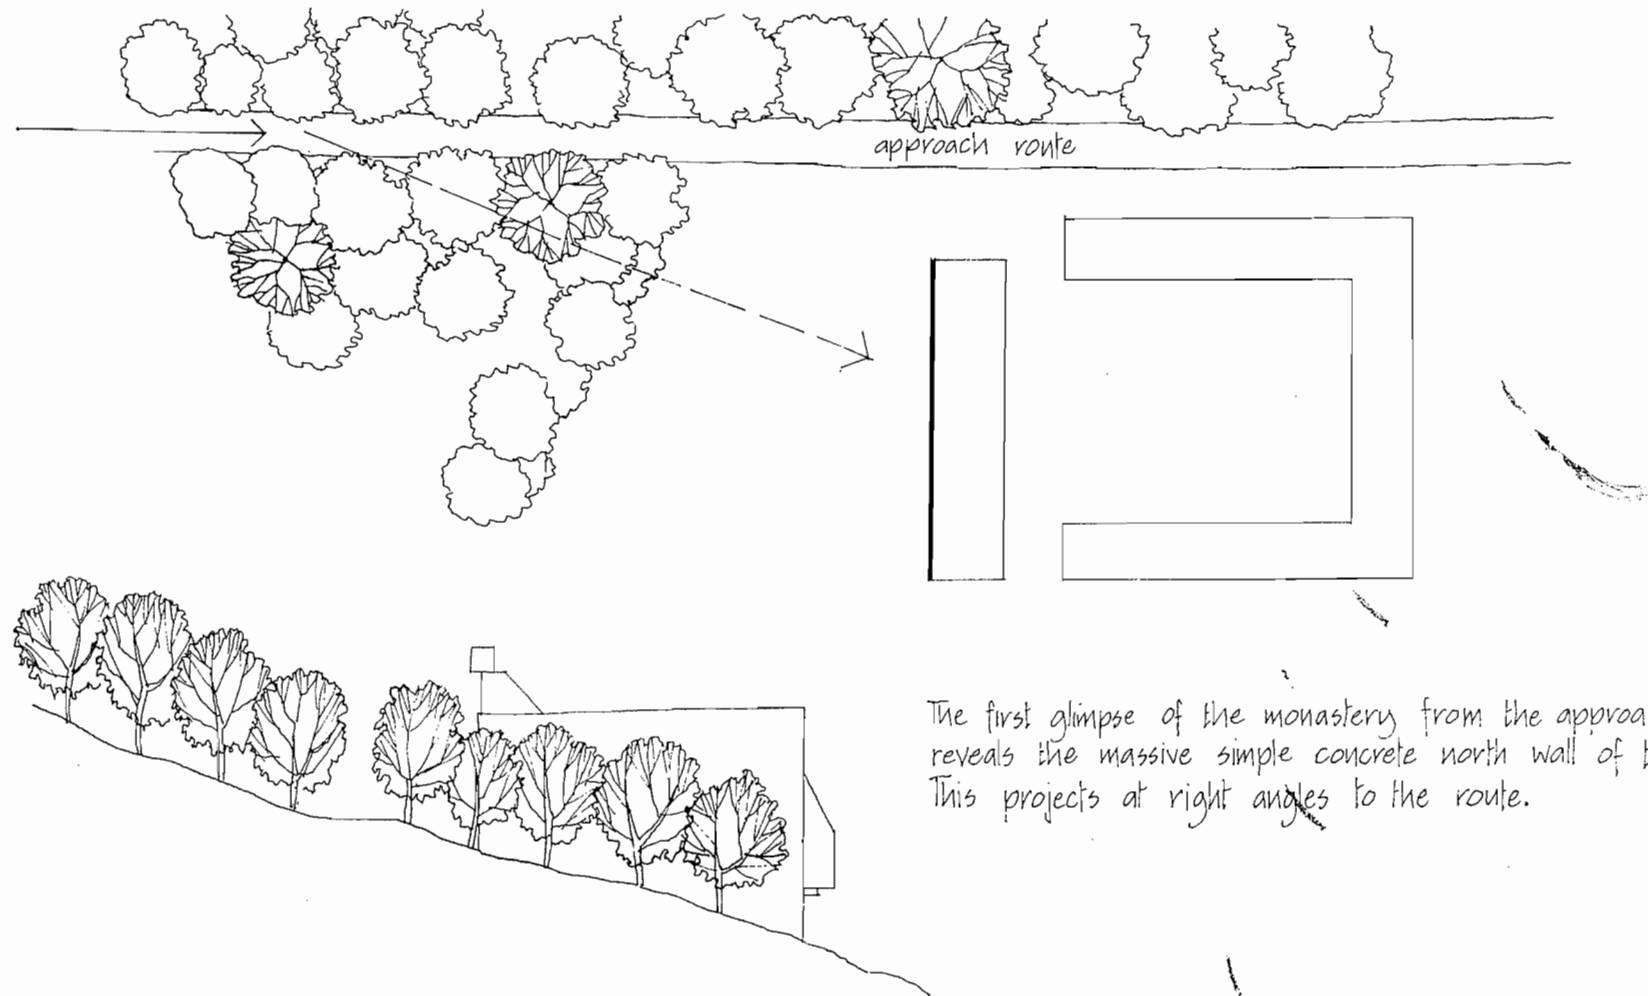 approach route
The first glimpse of the monastery from the approa
reveals the massive simple concrete north wall of
This projects at right angles to the route.